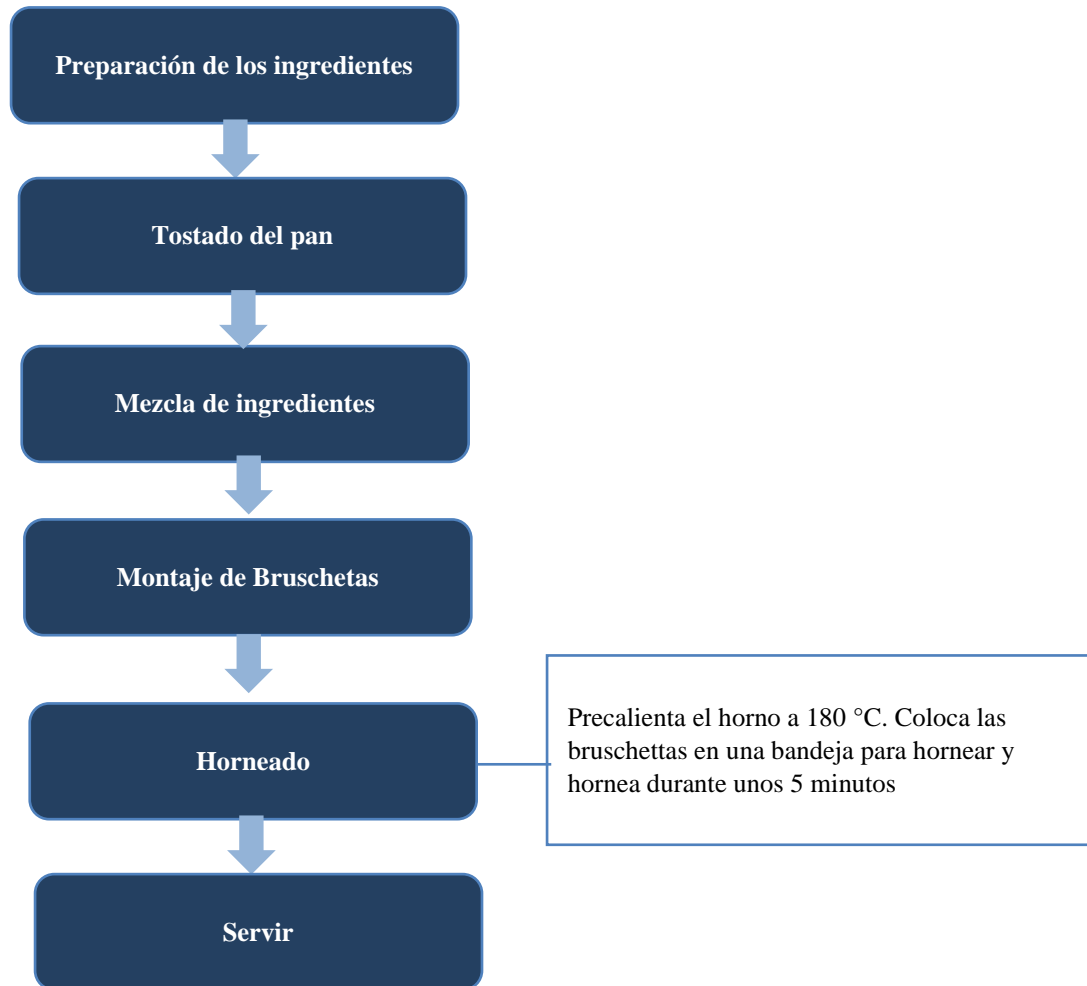 Preparación de los ingredientes
Tostado del pan
Mezcla de ingredientes
Montaje de Bruschetas
Horneado
Precalienta el horno a 180 °C. Coloca las
bruschettas en una bandeja para hornear y
hornea durante unos 5 minutos
Servir